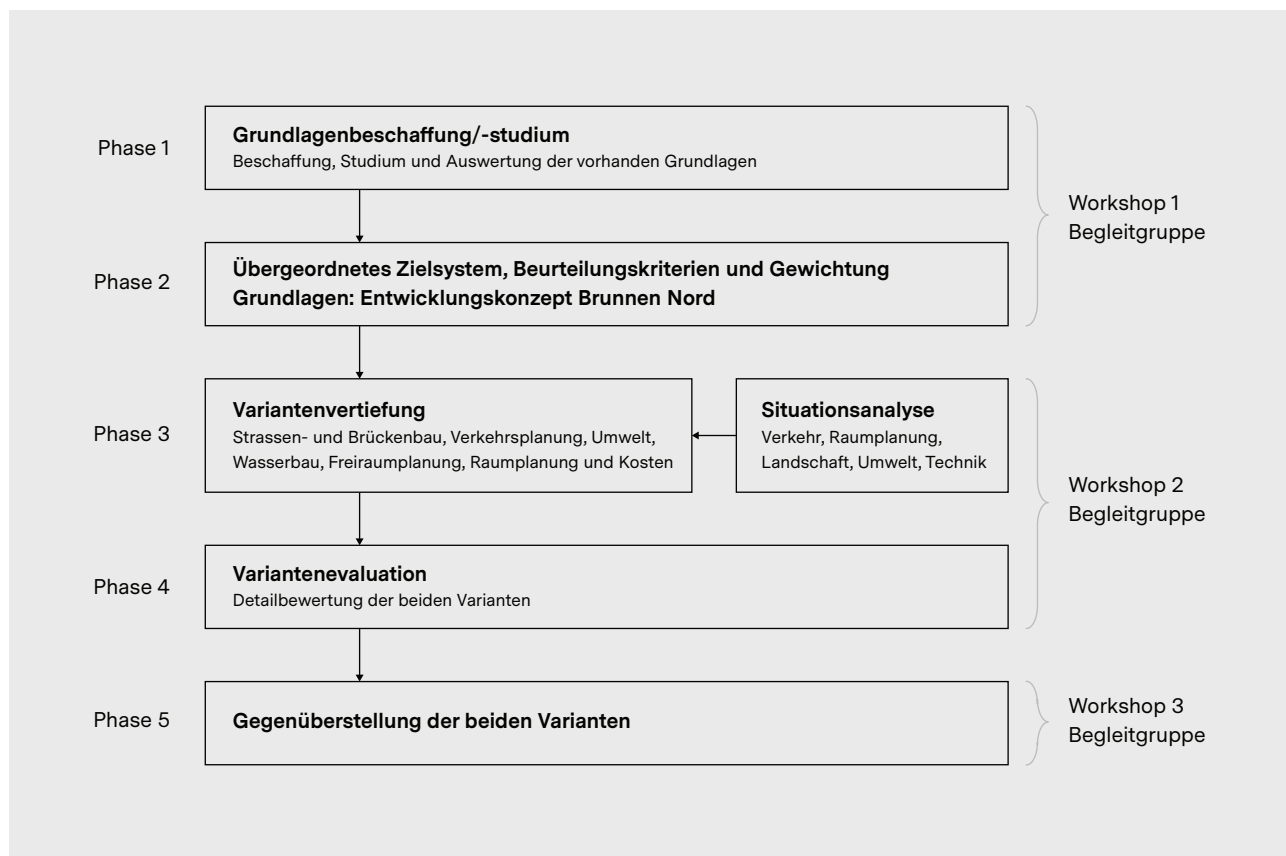 Phase 1
Grundlagenbeschaffung/-studium
Beschaffung, Studium und Auswertung der vorhanden Grundlagen
Workshop 1
Begleitgruppe
Phase 2
Übergeordnetes Zielsystem, Beurteilungskriterien und Gewichtung
Grundlagen: Entwicklungskonzept Brunnen Nord
Phase 3
Variantenvertiefung
Strassen- und Brückenbau, Verkehrsplanung, Umwelt,
Wasserbau, Freiraumplanung, Raumplanung und Kosten
Situationsanalyse
Verkehr, Raumplanung,
Landschaft, Umwelt, Technik
Workshop 2
Begleitgruppe
Phase 4
Variantenevaluation
Detailbewertung der beiden Varianten
Phase 5
Gegenüberstellung der beiden Varianten
Workshop 3
Begleitgruppe